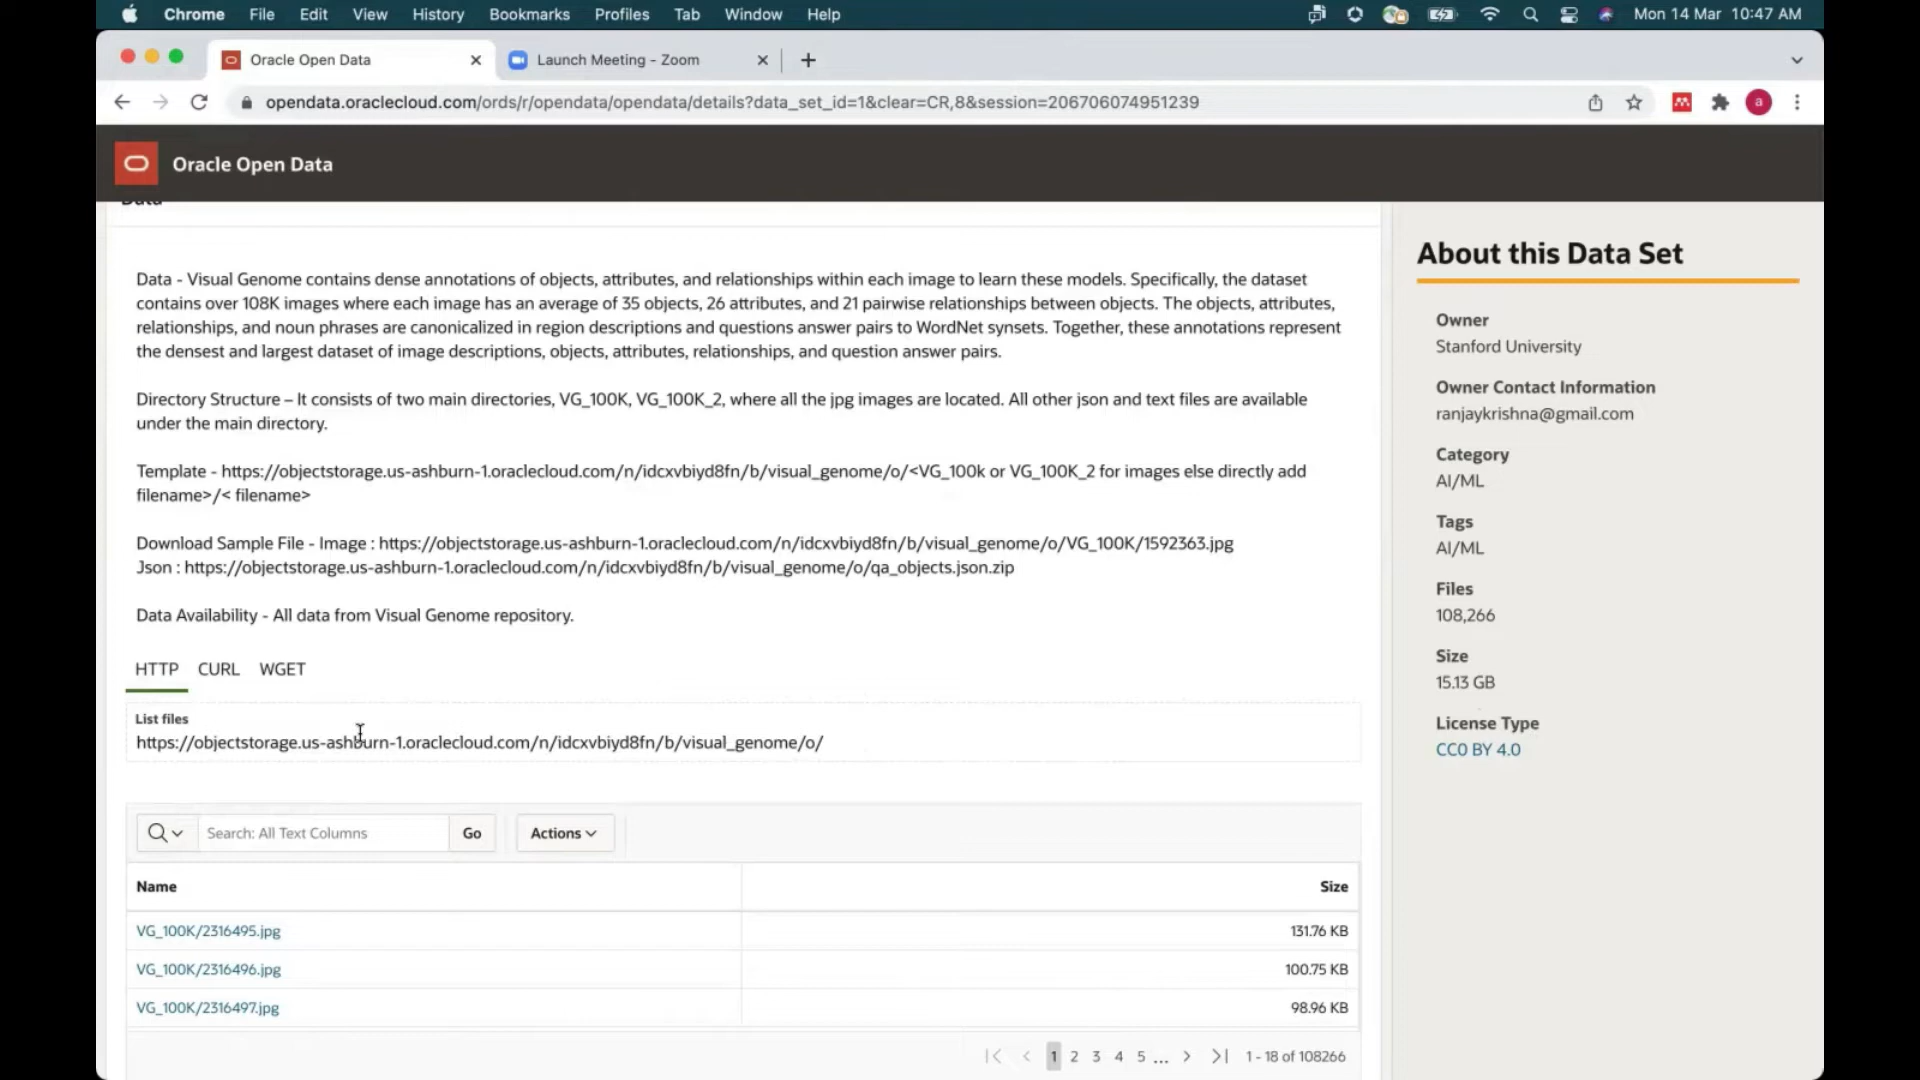 Chrome File Edit View History Bookmarks Profiles Tab Window Help Mon 14 Mar 10:47 AM
Oracle Open Data Launch Meeting - Zoom
opendata.oraclecloud.com/ords/r/opendata/opendata/details?data_set_id=1&clear=CR,8&session=206706074951239 a
Oracle Open Data
Data
Data - Visual Genome contains dense annotations of objects, attributes, and relationships within each image to learn these models. Specifically, the dataset
contains over 108K images where each image has an average of 35 objects, 26 attributes, and 21 pairwise relationships between objects. The objects, attributes,
relationships, and noun phrases are canonicalized in region descriptions and questions answer pairs to WordNet synsets. Together, these annotations represent
the densest and largest dataset of image descriptions, objects, attributes, relationships, and question answer pairs.
Directory Structure – It consists of two main directories, VG_100K, VG_100K_2, where all the jpg images are located. All other json and text files are available
under the main directory.
Template - https://objectstorage.us-ashburn-1.oraclecloud.com/n/idcxvbiyd8fn/b/visual_genome/o/<VG_100k or VG_100K_2 for images else directly add
filename>/< filename>
Download Sample File - Image : https://objectstorage.us-ashburn-1.oraclecloud.com/n/idcxvbiyd8fn/b/visual_genome/o/VG_100K/1592363.jpg
Json : https://objectstorage.us-ashburn-1.oraclecloud.com/n/idcxvbiyd8fn/b/visual_genome/o/qa_objects.json.zip
Data Availability - All data from Visual Genome repository.
HTTP CURL WGET
List files
https://objectstorage.us-ashburn-1.oraclecloud.com/n/idcxvbiyd8fn/b/visual_genome/o/
Search: All Text Columns Go Actions
Name Size
VG_100K/2316495.jpg 131.76 KB
VG_100K/2316496.jpg 100.75 KB
VG_100K/2316497.jpg 98.96 KB
1 2 3 4 5 ... 1 - 18 of 108266
About this Data Set
Owner
Stanford University
Owner Contact Information
ranjaykrishna@gmail.com
Category
AI/ML
Tags
AI/ML
Files
108,266
Size
15.13 GB
License Type
CC0 BY 4.0